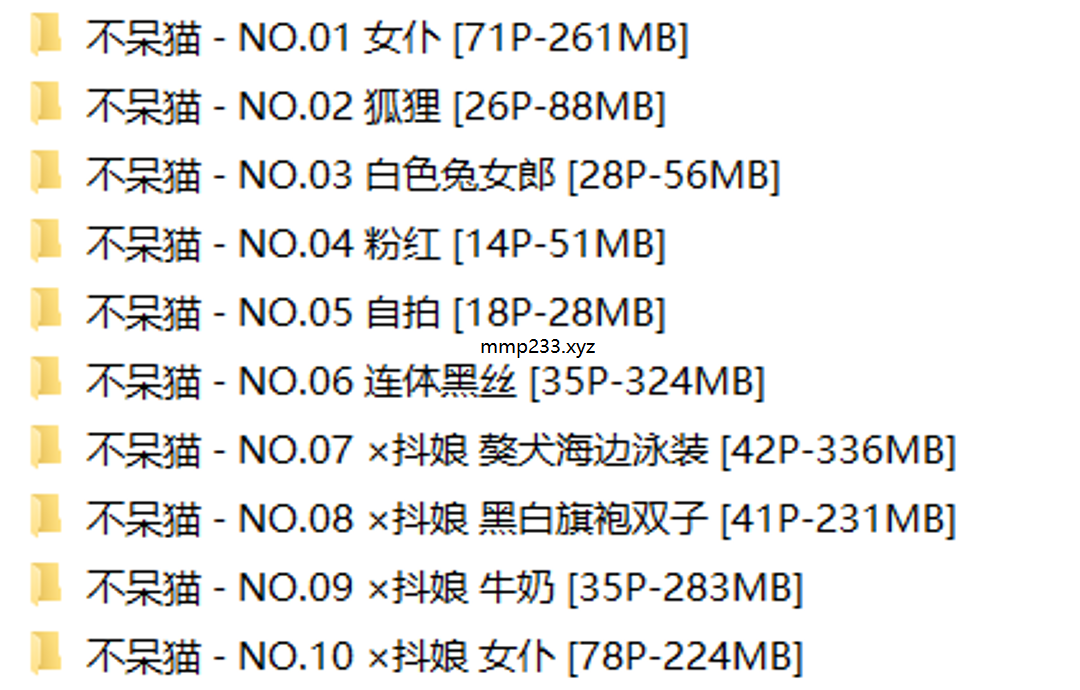 不呆猫 - NO.01 女仆 [71P-261MB]
不呆猫 - NO.02 狐狸 [26P-88MB]
不呆猫 - NO.03 白色兔女郎 [28P-56MB]
不呆猫 - NO.04 粉红 [14P-51MB]
不呆猫 - NO.05 自拍 [18P-28MB]
mmp233.xyz
不呆猫 - NO.06 连体黑丝 [35P-324MB]
不呆猫 - NO.07 ×抖娘 獒犬海边泳装 [42P-336MB]
不呆猫 - NO.08 ×抖娘 黑白旗袍双子 [41P-231MB]
不呆猫 - NO.09 ×抖娘 牛奶 [35P-283MB]
不呆猫 - NO.10 ×抖娘 女仆 [78P-224MB]